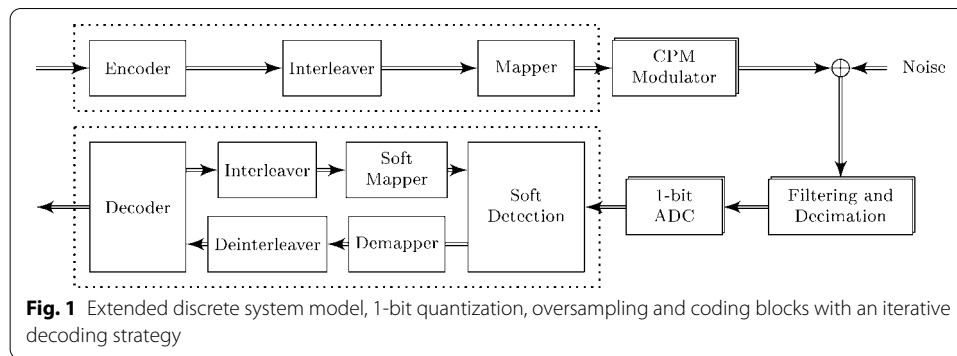 Encoder
Interleaver
Mapper
CPM
Modulator
Noise
Decoder
Interleaver
Soft
Mapper
Soft
Detection
Deinterleaver
Demapper
1-bit
ADC
Filtering and
Decimation
Fig. 1 Extended discrete system model, 1-bit quantization, oversampling and coding blocks with an iterative
decoding strategy